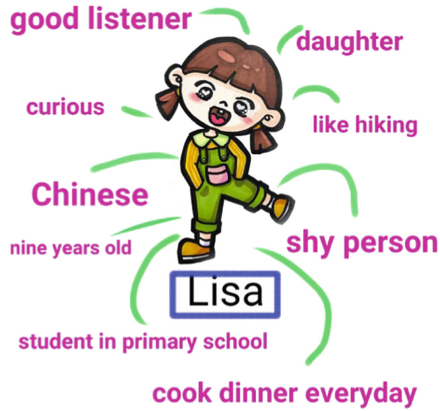 good listener
daughter
curious
like hiking
Chinese
nine years old
shy person
Lisa
student in primary school
cook dinner everyday